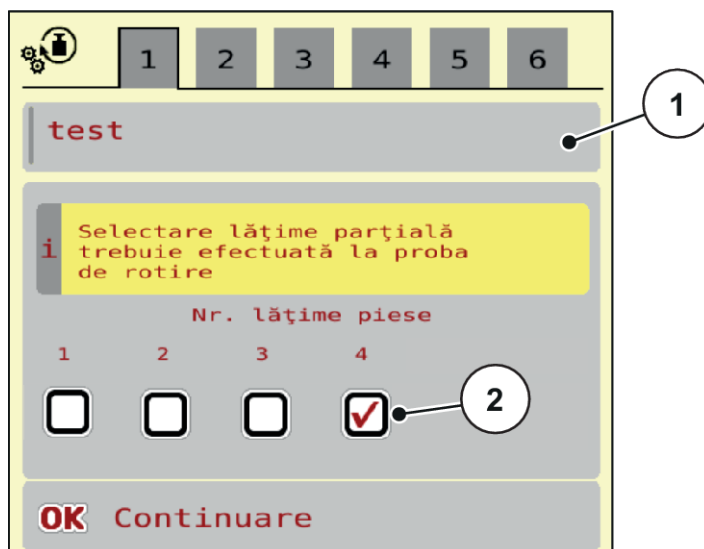 1 2 3 4 5 6
test
1
i
Selectare lăţime parţială
trebuie efectuată la proba
de rotire
Nr. lăţime piese
1 2 3 4
2
OK Continuare